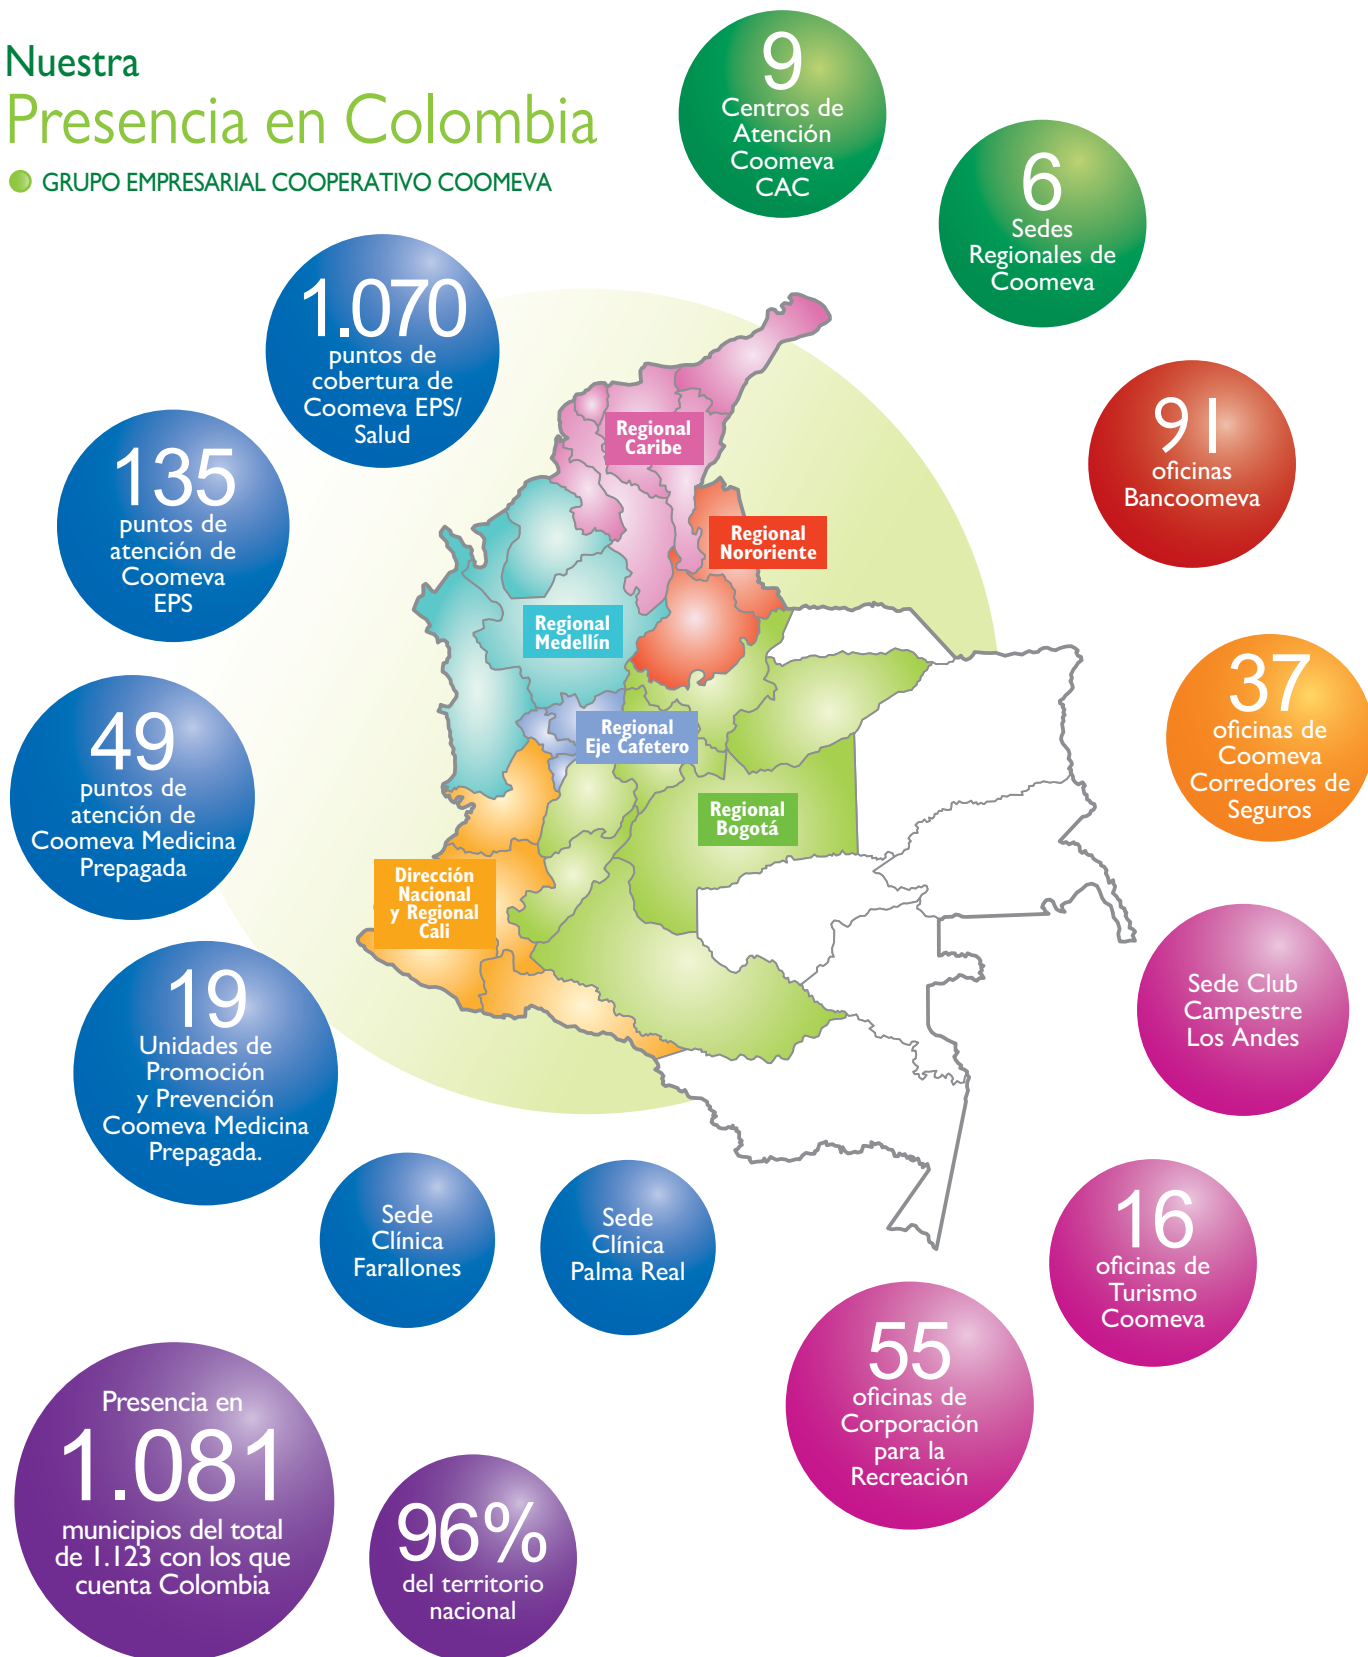 Nuestra
Presencia en Colombia
GRUPO EMPRESARIAL COOPERATIVO COOMEVA
9
Centros de
Atención
Coomeva
CAC
6
Sedes
Regionales de
Coomeva
1.070
puntos de
cobertura de
Coomeva EPS/
Salud
91
oficinas
Bancoomeva
135
puntos de
atención de
Coomeva
EPS
37
oficinas de
Coomeva
Corredores de
Seguros
49
puntos de
atención de
Coomeva Medicina
Prepagada
Regional
Caribe
Regional
Nororiente
Regional
Medellín
Regional
Eje Cafetero
Regional
Bogotá
Dirección
Nacional
y Regional
Cali
Sede Club
Campestre
Los Andes
19
Unidades de
Promoción
y Prevención
Coomeva Medicina
Prepagada.
Sede
Clínica
Farallones
Sede
Clínica
Palma Real
16
oficinas de
Turismo
Coomeva
55
oficinas de
Corporación
para la
Recreación
Presencia en
1.081
municipios del total
de 1.123 con los que
cuenta Colombia
96%
del territorio
nacional